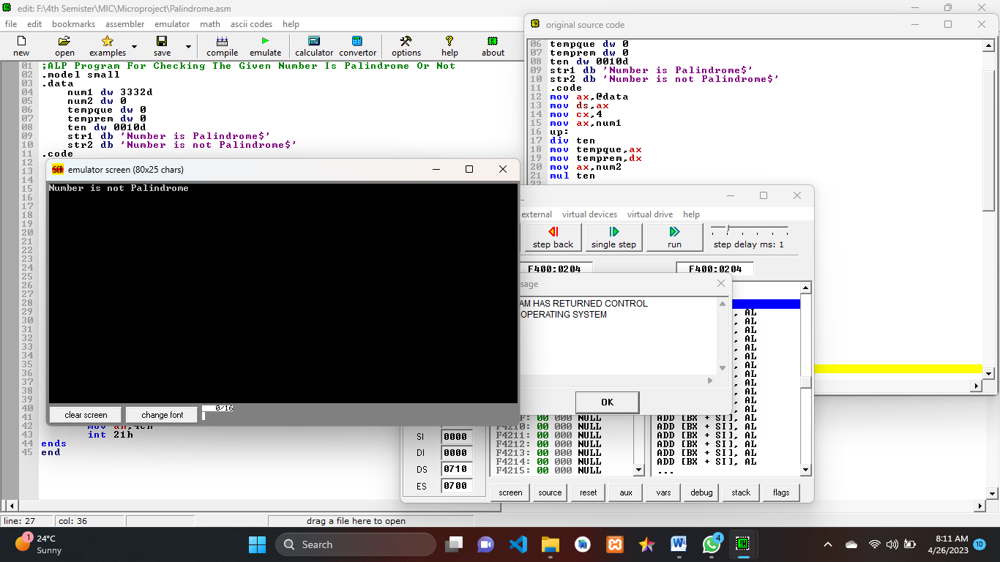 edit: F:\4th Semister\MIC\Microproject\Palindrome.asm
file edit bookmarks assembler emulator math ascii codes help
new open examples save compile emulate calculator convertor options help about
01 ;ALP Program For Checking The Given Number Is Palindrome Or Not
02 .model small
03 .data
04 num1 dw 3332d
05 num2 dw 0
06 tempque dw 0
07 temprem dw 0
08 ten dw 0010d
09 str1 db 'Number is Palindrome$'
10 str2 db 'Number is not Palindrome$'
11 .code
12
13
14
15
16
17
18
19
20
21
22
23
24
25
26
27
28
29
30
31
32
33
34
35
36
37
38
39
40
41
42 mov ah,4ch
43 int 21h
44 ends
45 end
original source code
06 tempque dw 0
07 temprem dw 0
08 ten dw 0010d
09 str1 db 'Number is Palindrome$'
10 str2 db 'Number is not Palindrome$'
11 .code
12 mov ax,@data
13 mov ds,ax
14 mov cx,4
15 mov ax,num1
16 up:
17 div ten
18 mov tempque,ax
19 mov temprem,dx
20 mov ax,num2
21 mul ten
emulator screen (80x25 chars)
Number is not Palindrome
clear screen change font 0/16
external virtual devices virtual drive help
step back single step run step delay ms: 1
F400:0204 F400:0204
sage
AM HAS RETURNED CONTROL
OPERATING SYSTEM
OK
, AL
, AL
, AL
, AL
, AL
, AL
, AL
, AL
, AL
, AL
, AL
, AL
F: 00 000 NULL ADD [BX + SI], AL
F4210: 00 000 NULL ADD [BX + SI], AL
F4211: 00 000 NULL ADD [BX + SI], AL
F4212: 00 000 NULL ADD [BX + SI], AL
F4213: 00 000 NULL ADD [BX + SI], AL
F4214: 00 000 NULL ADD [BX + SI], AL
F4215: 00 000 NULL ...
SI 0000
DI 0000
DS 0710
ES 0700
screen source reset aux vars debug stack flags
line: 27 col: 36 drag a file here to open
1
24°C
Sunny
Search
4
8:11 AM
4/26/2023
10